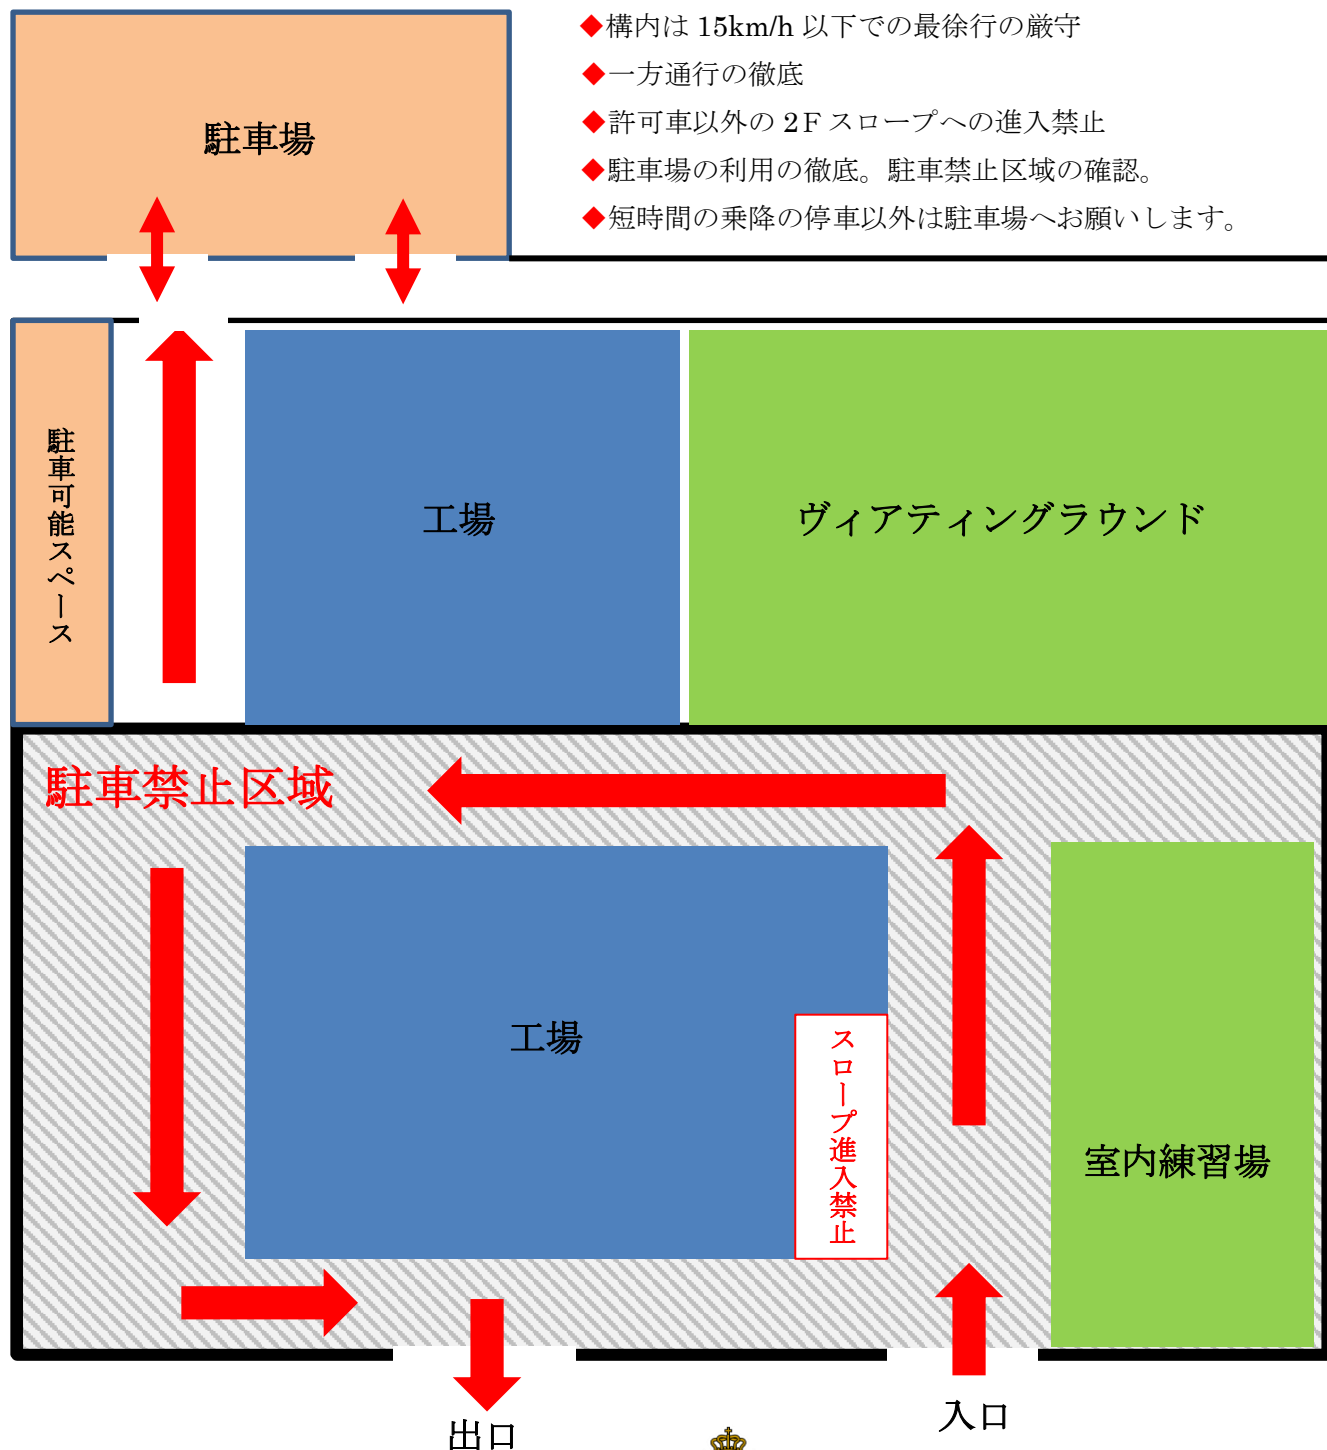 ◆構内は 15km/h 以下での最徐行の厳守
◆一方通行の徹底
◆許可車以外の 2Ｆスロープへの進入禁止
◆駐車場の利用の徹底。駐車禁止区域の確認。
◆短時間の乗降の停車以外は駐車場へお願いします。
駐車場
駐車可能スペース
工場
ヴィアティングラウンド
駐車禁止区域
工場
スロープ進入禁止
室内練習場
出口
入口